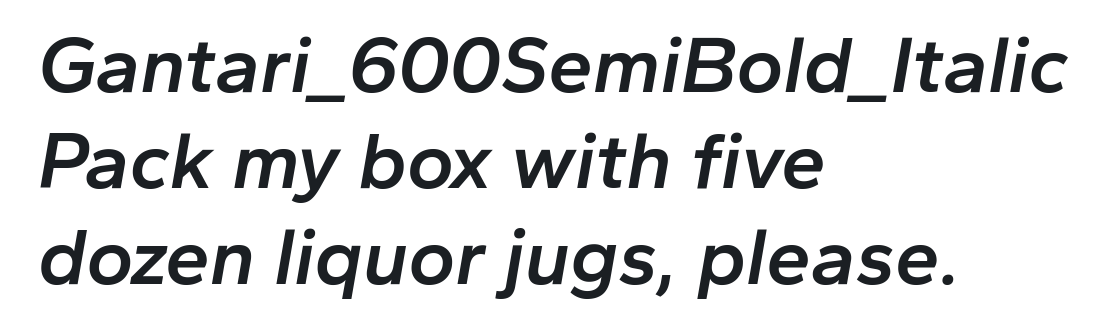 Gantari_600SemiBold_Italic
Pack my box with five
dozen liquor jugs, please.